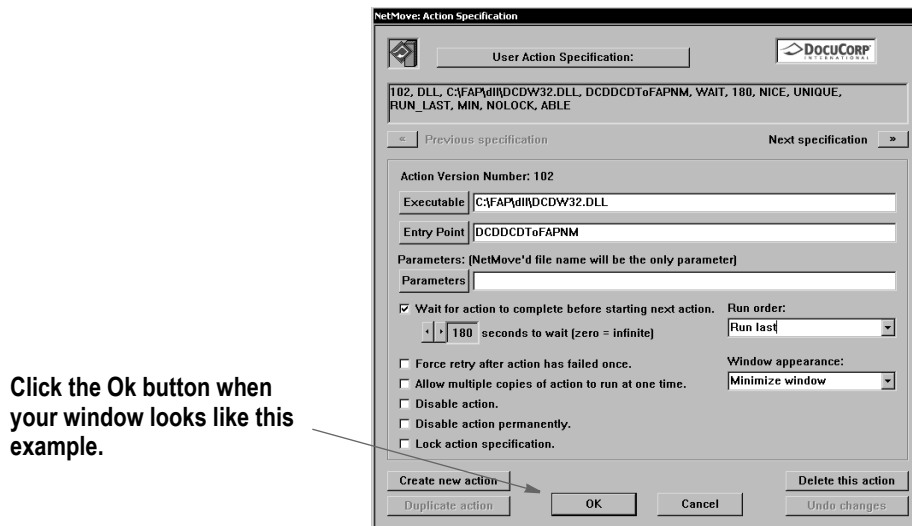 NetMove: Action Specification
User Action Specification:
DOCUCORP
INTERNATIONAL
102, DLL, C:\FAP\dll\DCDW32.DLL, DCDDCDToFAPNM, WAIT, 180, NICE, UNIQUE,
RUN_LAST, MIN, NOLOCK, ABLE
« Previous specification
Next specification »
Action Version Number: 102
Executable C:\FAP\dll\DCDW32.DLL
Entry Point DCDDCDToFAPNM
Parameters: (NetMove'd file name will be the only parameter)
Parameters
Wait for action to complete before starting next action.
Run order:
180 seconds to wait (zero = infinite)
Run last
Force retry after action has failed once.
Window appearance:
Allow multiple copies of action to run at one time.
Minimize window
Disable action.
Disable action permanently.
Lock action specification.
Click the Ok button when
your window looks like this
example.
Create new action
Delete this action
Duplicate action
OK
Cancel
Undo changes